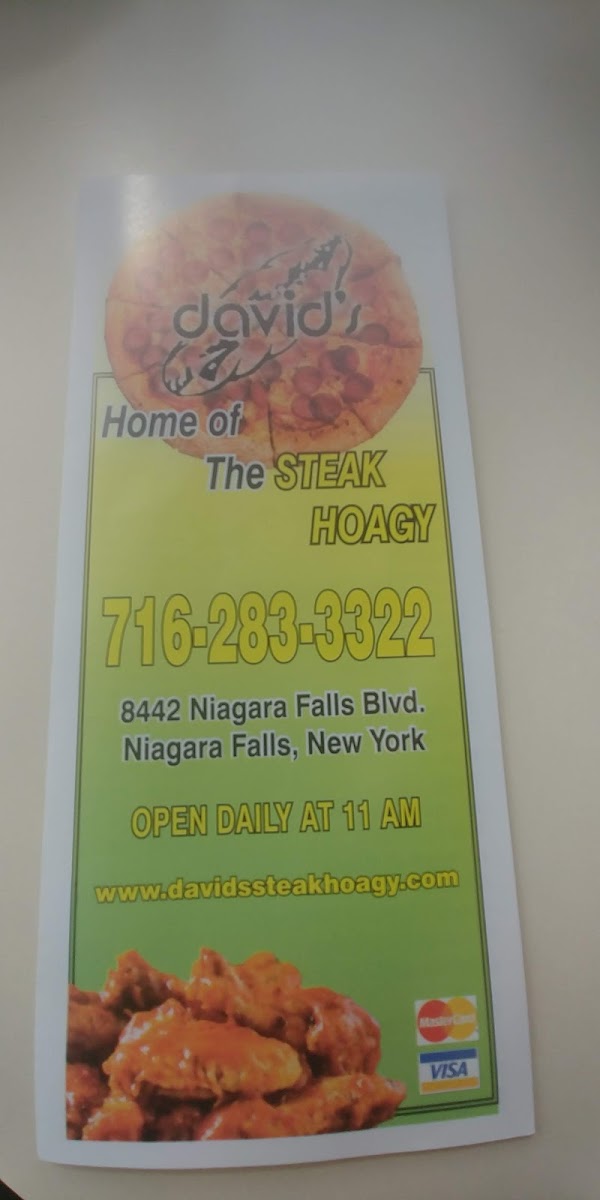 david's
Home of
The STEAK
HOAGY
716-283-3322
8442 Niagara Falls Blvd.
Niagara Falls, New York
OPEN DAILY AT 11 AM
www.davidssteakhoagy.com
MasterCard
VISA